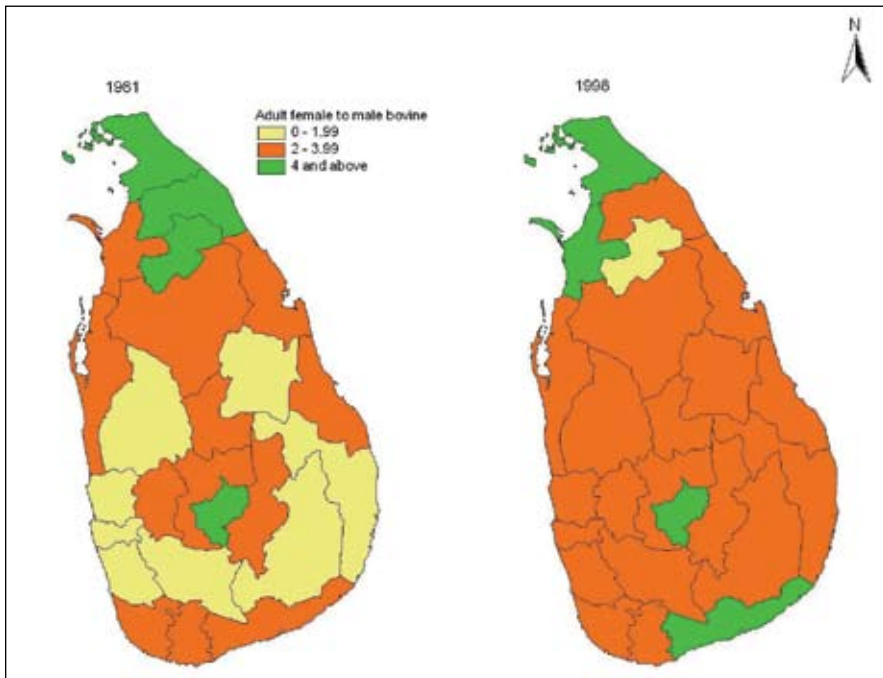 N
1961
1998
Adult female to male bovine
0 - 1.99
2 - 3.99
4 and above